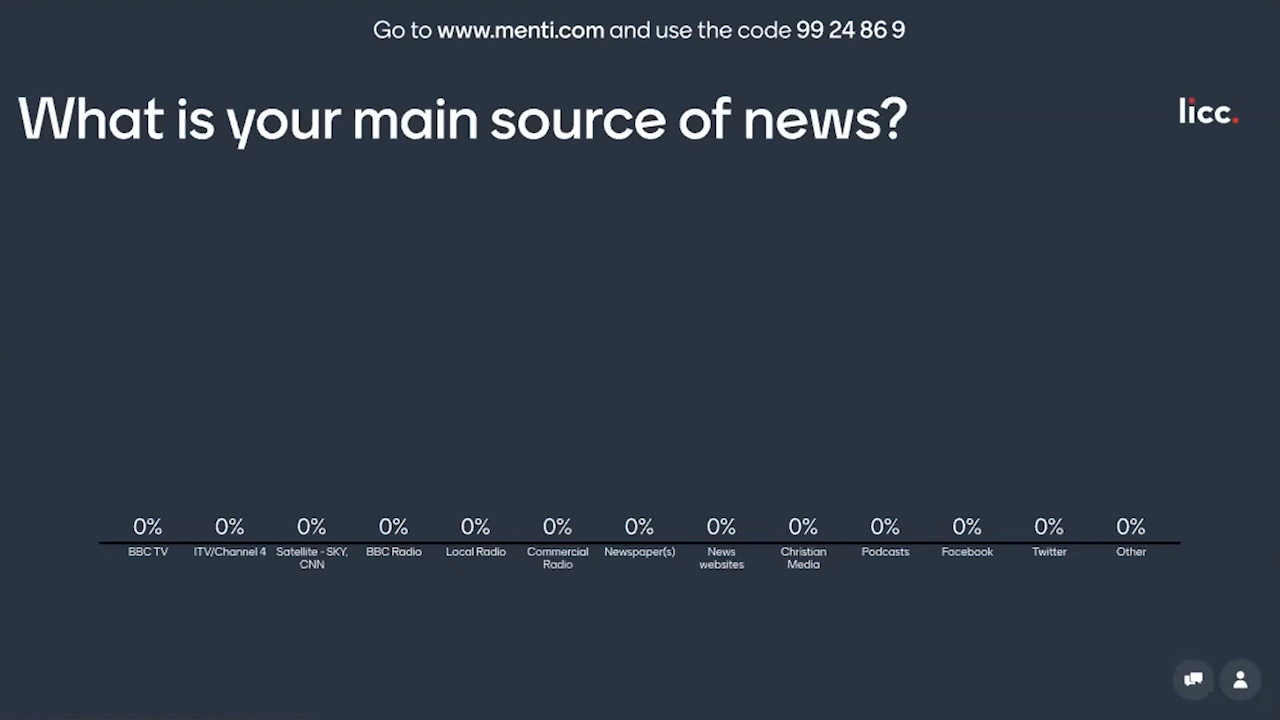 Go to www.menti.com and use the code 99 24 86 9
What is your main source of news?
licc.
0% 0% 0% 0% 0% 0% 0% 0% 0% 0% 0% 0% 0%
BBC TV ITV/Channel 4 Satellite - SKY, BBC Radio Local Radio Commercial Newspaper(s) News Christian Podcasts Facebook Twitter Other
CNN Radio websites Media